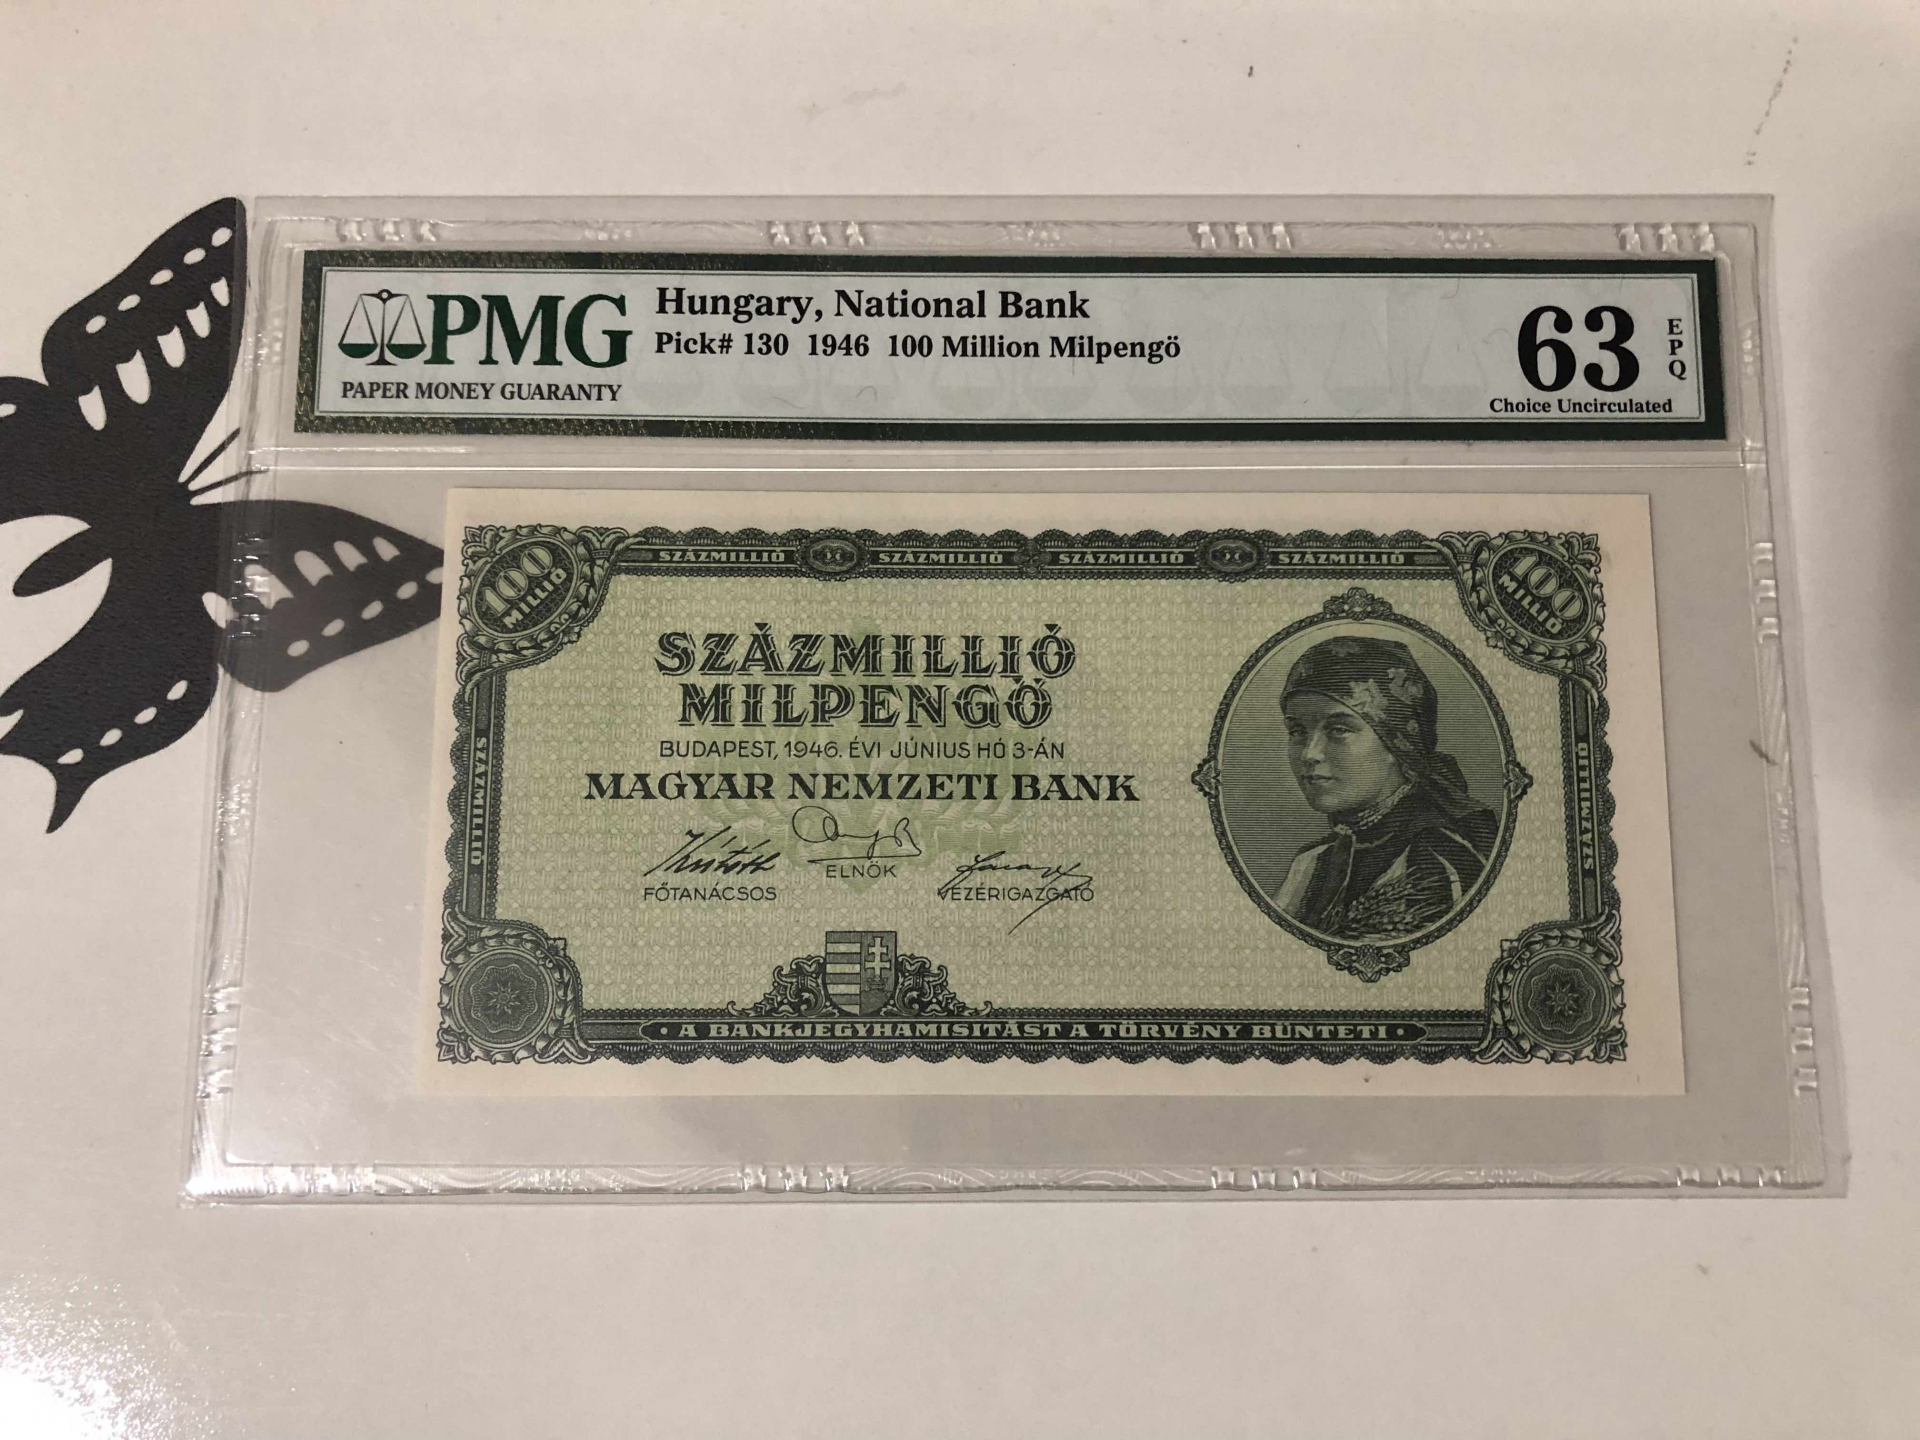 PMG
PAPER MONEY GUARANTY
Hungary, National Bank
Pick# 130 1946 100 Million Milpengö
63
EPQ
Choice Uncirculated
SZÁZMILLIÓ SZÁZMILLIÓ SZÁZMILLIÓ SZÁZMILLIÓ
100
MILLIÓ
100
MILLIÓ
SZÁZMILLIÓ
MILPENGŐ
BUDAPEST, 1946. ÉVI JÚNIUS HÓ 3-ÁN
MAGYAR NEMZETI BANK
SZÁZMILLIÓ
SZÁZMILLIÓ
ELNÖK
FŐTANÁCSOS
VEZÉRIGAZGATÓ
• A BANKJEGYHAMISITÁST A TÖRVÉNY BÜNTETI •